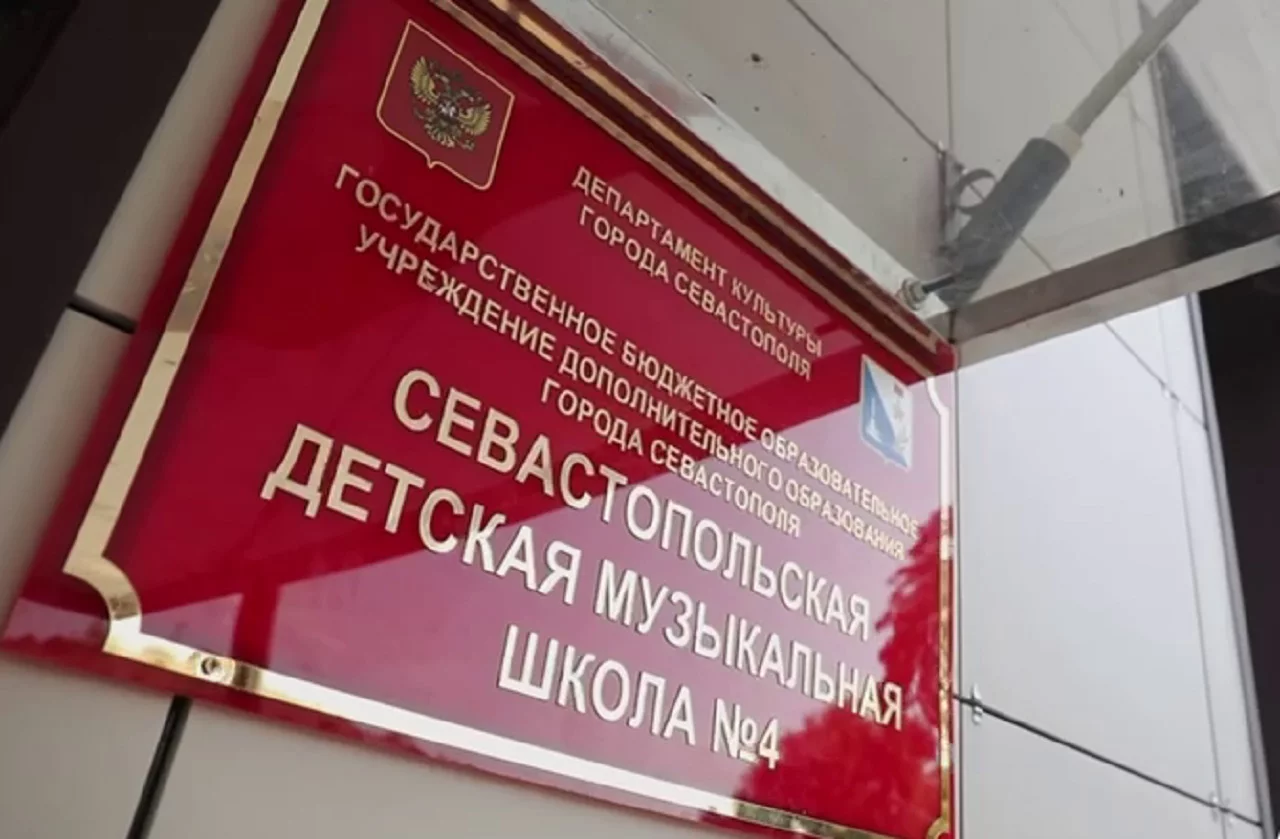 ДЕПАРТАМЕНТ КУЛЬТУРЫ
ГОРОДА СЕВАСТОПОЛЯ
ГОСУДАРСТВЕННОЕ БЮДЖЕТНОЕ ОБРАЗОВАТЕЛЬНОЕ
УЧРЕЖДЕНИЕ ДОПОЛНИТЕЛЬНОГО ОБРАЗОВАНИЯ
ГОРОДА СЕВАСТОПОЛЯ
СЕВАСТОПОЛЬСКАЯ
ДЕТСКАЯ МУЗЫКАЛЬНАЯ
ШКОЛА №4